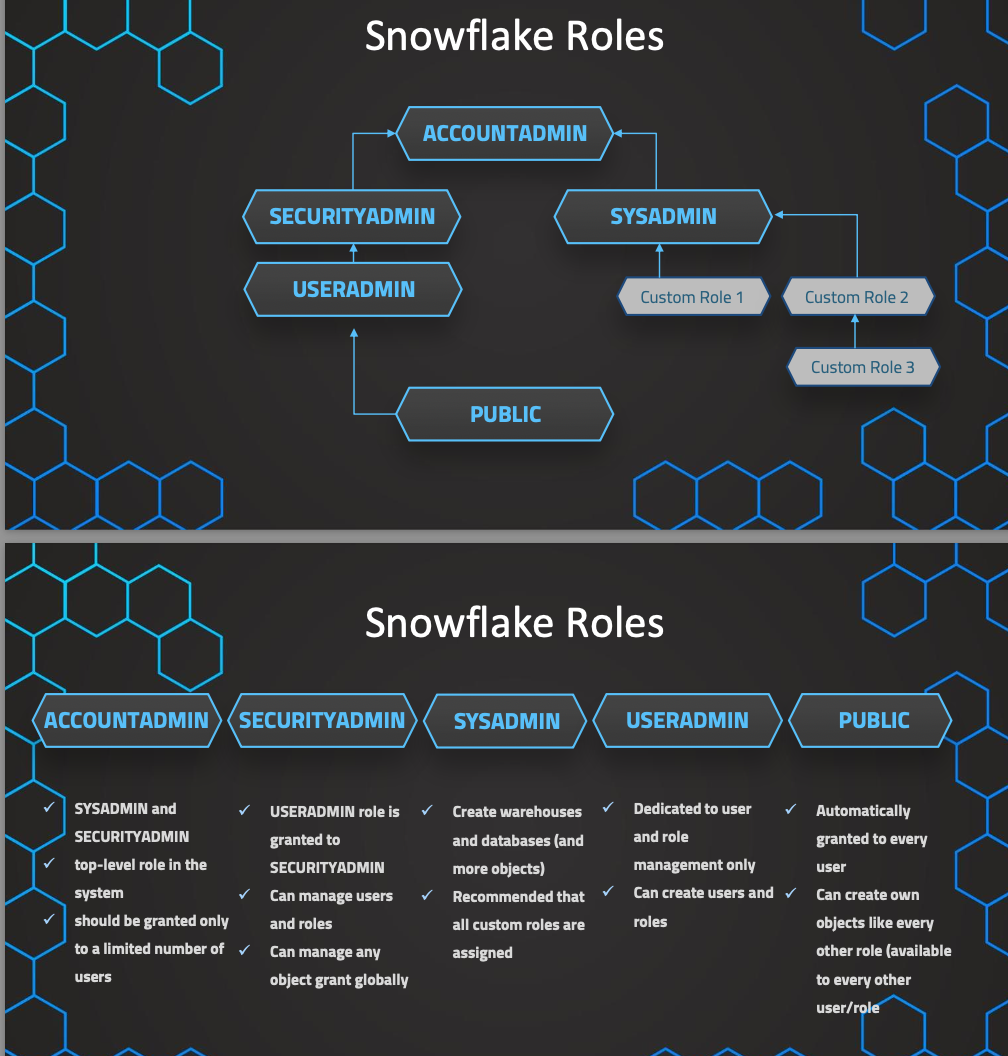 Snowflake Roles
ACCOUNTADMIN
SECURITYADMIN
SYSADMIN
USERADMIN
Custom Role 1
Custom Role 2
Custom Role 3
PUBLIC
Snowflake Roles
ACCOUNTADMIN
SECURITYADMIN
SYSADMIN
USERADMIN
PUBLIC
✓ SYSADMIN and
SECURITYADMIN
✓ top-level role in the
system
✓ should be granted only
to a limited number of
users
✓ USERADMIN role is
granted to
SECURITYADMIN
✓ Can manage users
and roles
✓ Can manage any
object grant globally
✓ Create warehouses
and databases (and
more objects)
✓ Recommended that
all custom roles are
assigned
✓ Dedicated to user
and role
management only
✓ Can create users and
roles
✓ Automatically
granted to every
user
✓ Can create own
objects like every
other role (available
to every other
user/role